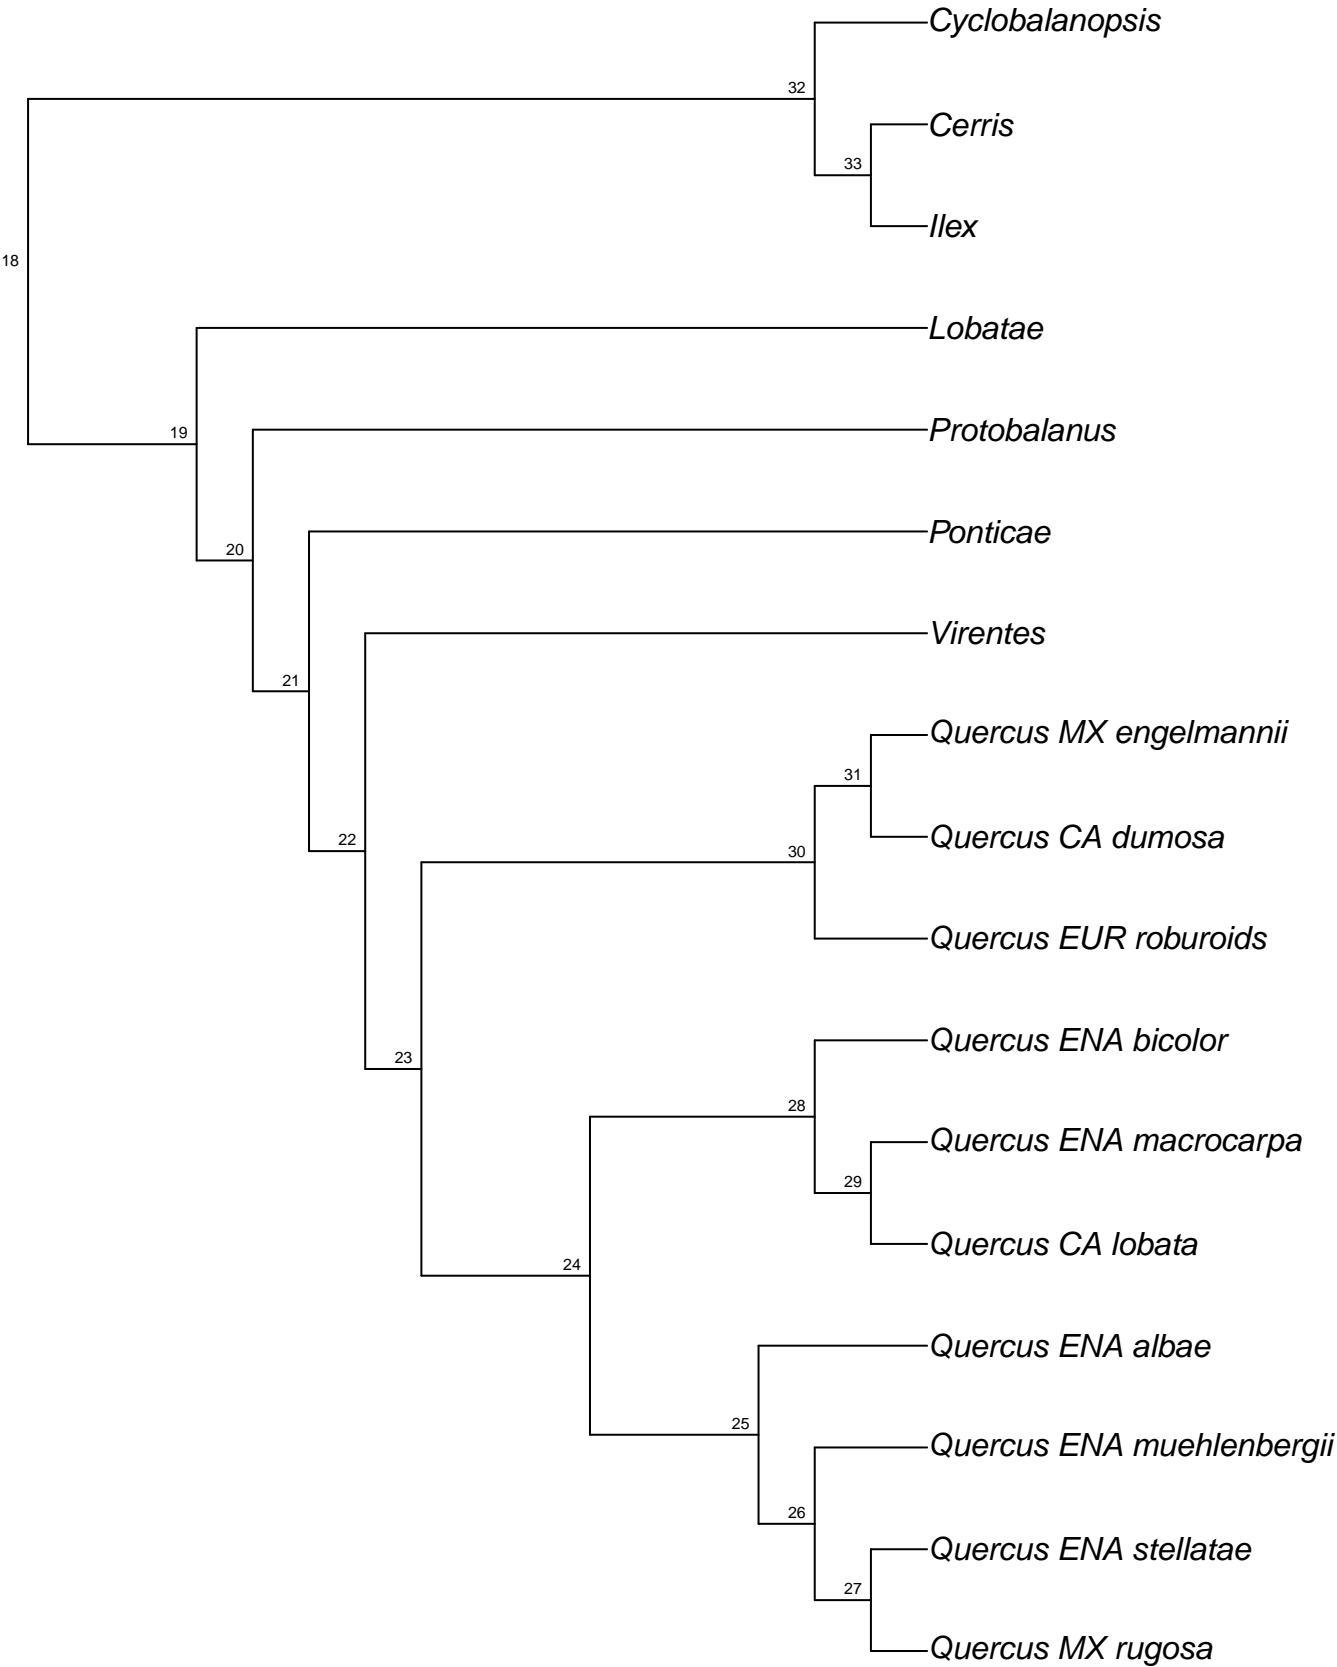 Cyclobalanopsis
32
Cerris
33
Ilex
18
Lobatae
19
Protobalanus
Ponticae
20
Virentes
21
Quercus MX engelmannii
31
Quercus CA dumosa
22
30
Quercus EUR roburoids
Quercus ENA bicolor
23
28
Quercus ENA macrocarpa
29
Quercus CA lobata
24
Quercus ENA albae
25
Quercus ENA muehlenbergii
26
Quercus ENA stellatae
27
Quercus MX rugosa